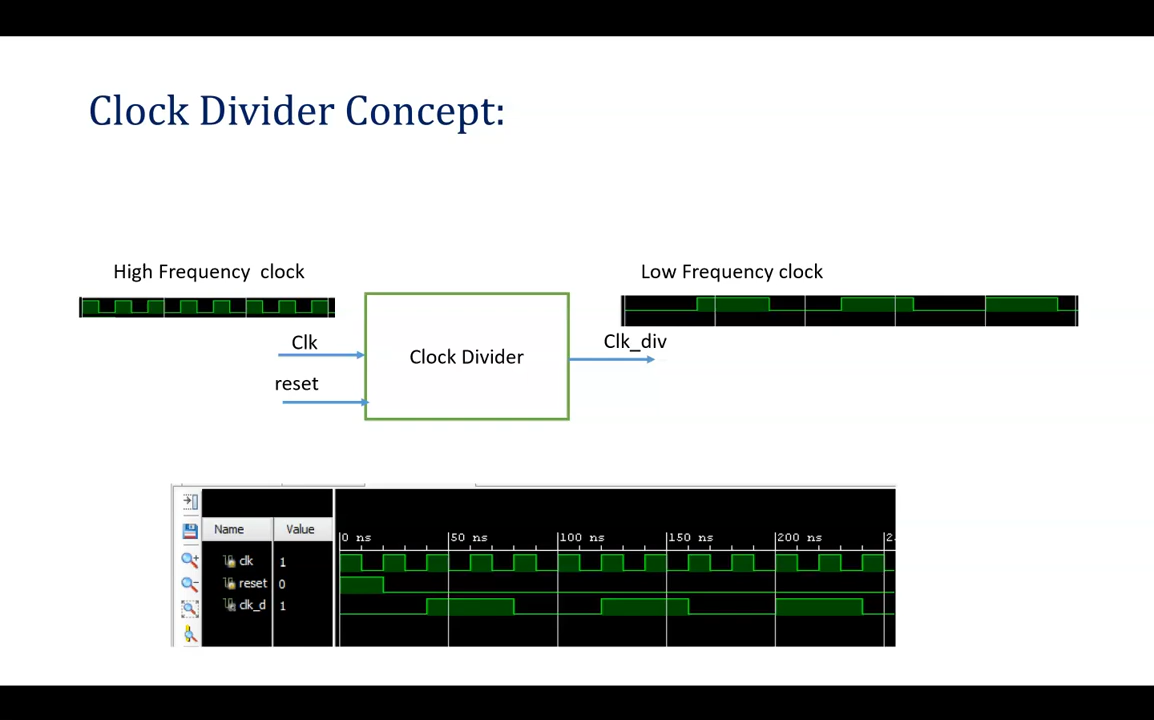 Clock Divider Concept:
High Frequency clock
Low Frequency clock
Clk
Clk_div
Clock Divider
reset
Name Value
0 ns 50 ns 100 ns 150 ns 200 ns 2
clk 1
reset 0
clk_d 1